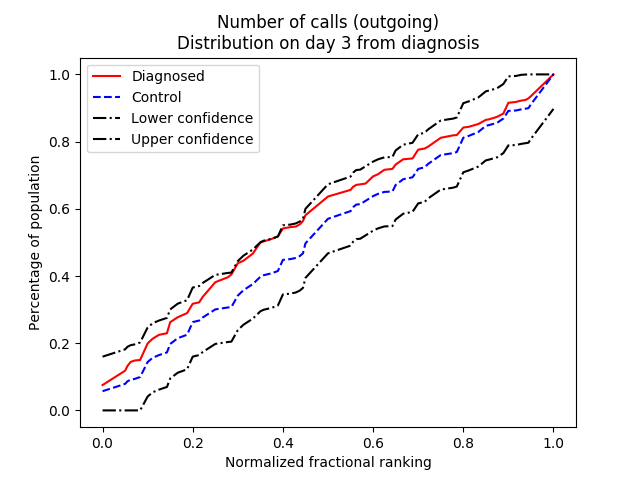 Number of calls (outgoing)
Distribution on day 3 from diagnosis
Diagnosed
Control
Lower confidence
Upper confidence
Percentage of population
1.0
0.8
0.6
0.4
0.2
0.0
0.0 0.2 0.4 0.6 0.8 1.0
Normalized fractional ranking